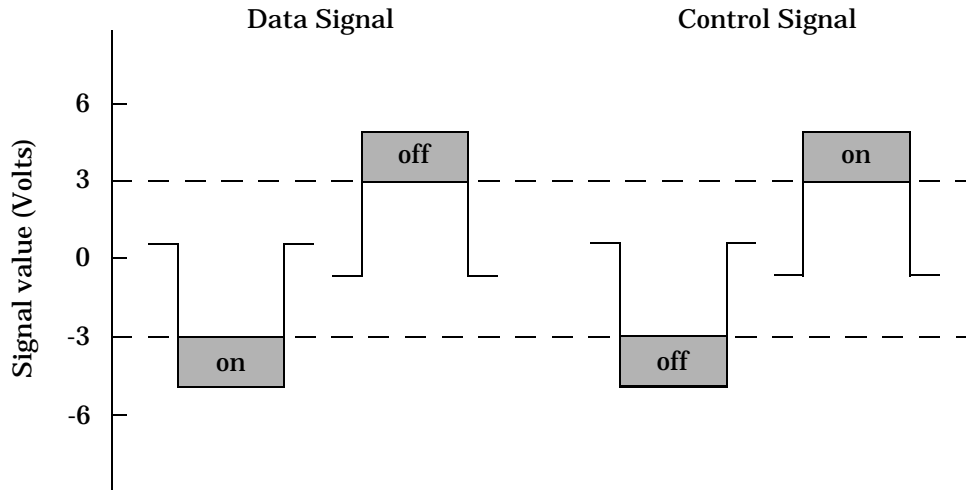 Data Signal
Control Signal
Signal value (Volts)
6
3
0
-3
-6
off
on
on
off